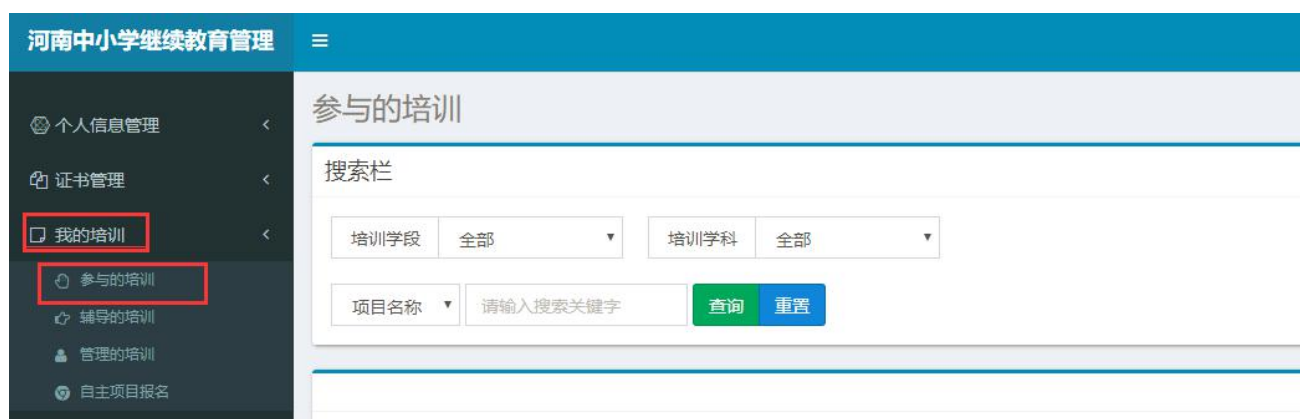 河南中小学继续教育管理
个人信息管理
证书管理
我的培训
参与的培训
辅导的培训
管理的培训
自主项目报名
参与的培训
搜索栏
培训学段 全部 培训学科 全部
项目名称 请输入搜索关键字 查询 重置